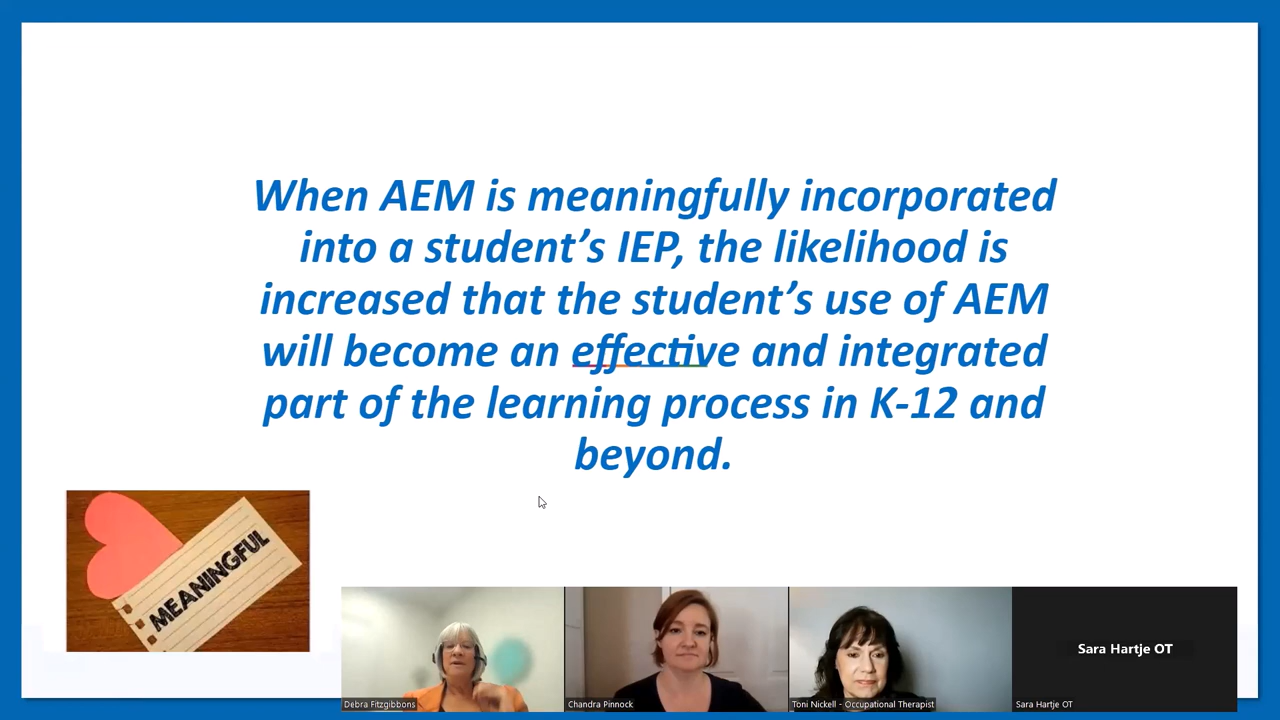 When AEM is meaningfully incorporated
into a student’s IEP, the likelihood is
increased that the student’s use of AEM
will become an effective and integrated
part of the learning process in K-12 and
beyond.
MEANINGFUL
Sara Hartje OT
Debra Fitzgibbons
Chandra Pinnock
Toni Nickell - Occupational Therapist
Sara Hartje OT